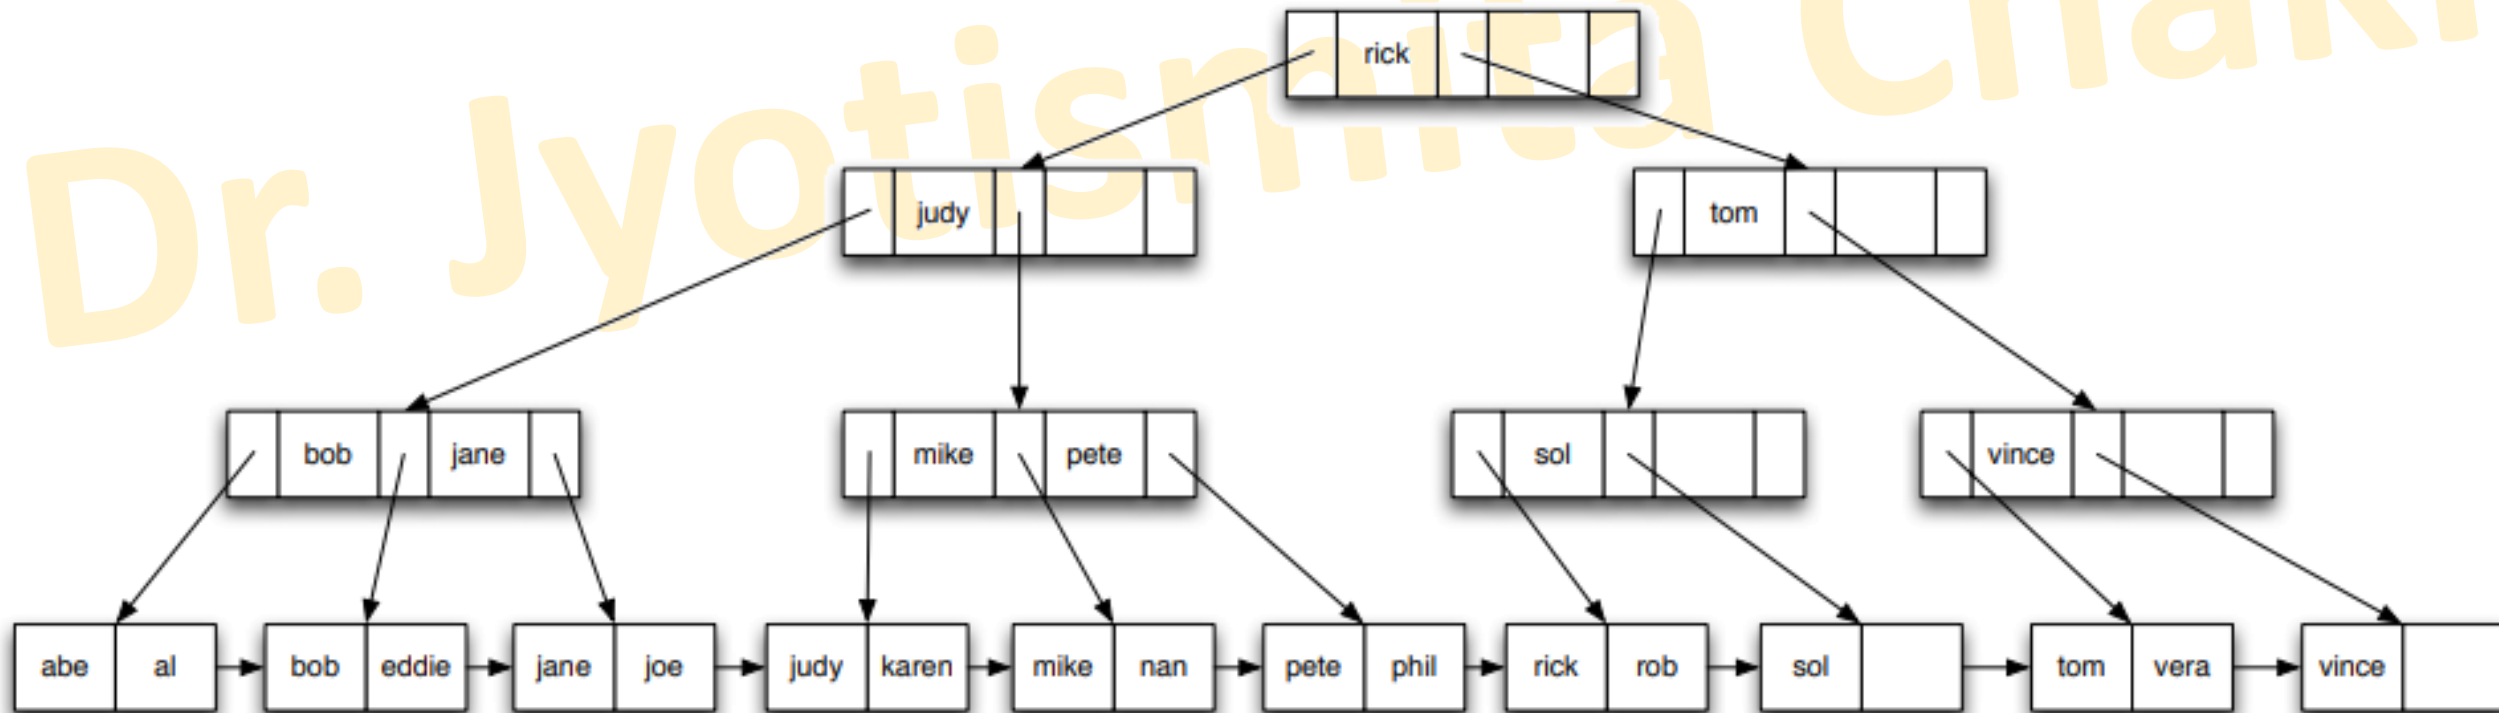 Dr. Jyotismita Chak
rick
judy
tom
bob jane
mike pete
sol
vince
abe al bob eddie jane joe judy karen mike nan pete phil rick rob sol tom vera vince